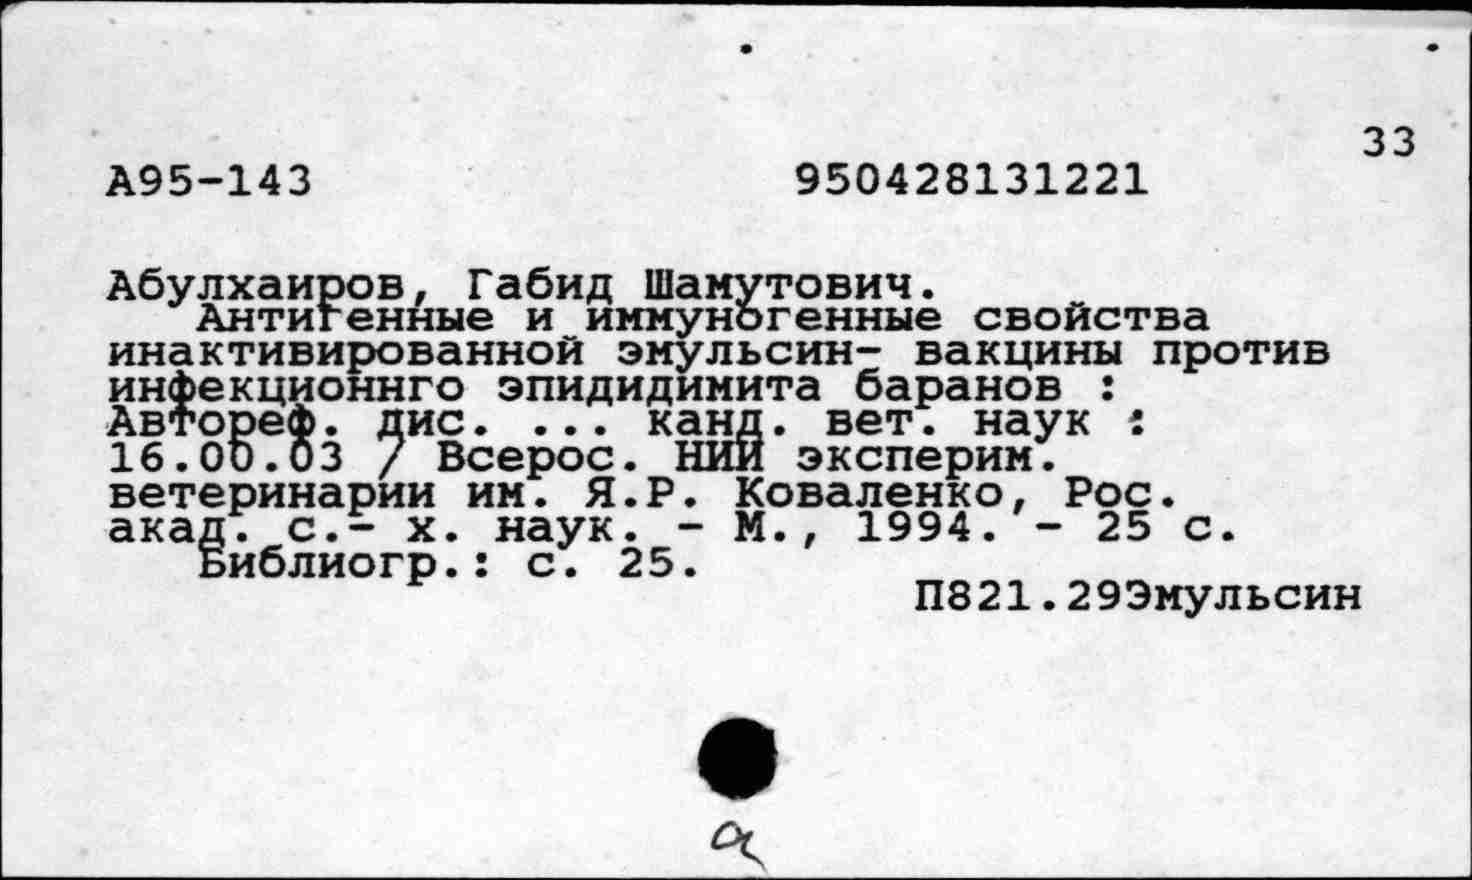 33
А95-143 950428131221
Абулхаиров, Габид Шамутович.
Антигенные и иммуногенные свойства
инактивированной эмульсин- вакцины против
инфекционнго эпидидимита баранов :
Автореф. дис. ... канд. вет. наук :
16.00.03 / Всерос. НИИ эксперим.
ветеринарии им. Я.Р. Коваленко, Рос.
акад. с.- х. наук. - М., 1994. - 25 с.
Библиогр.: с. 25.
П821.29Эмульсин